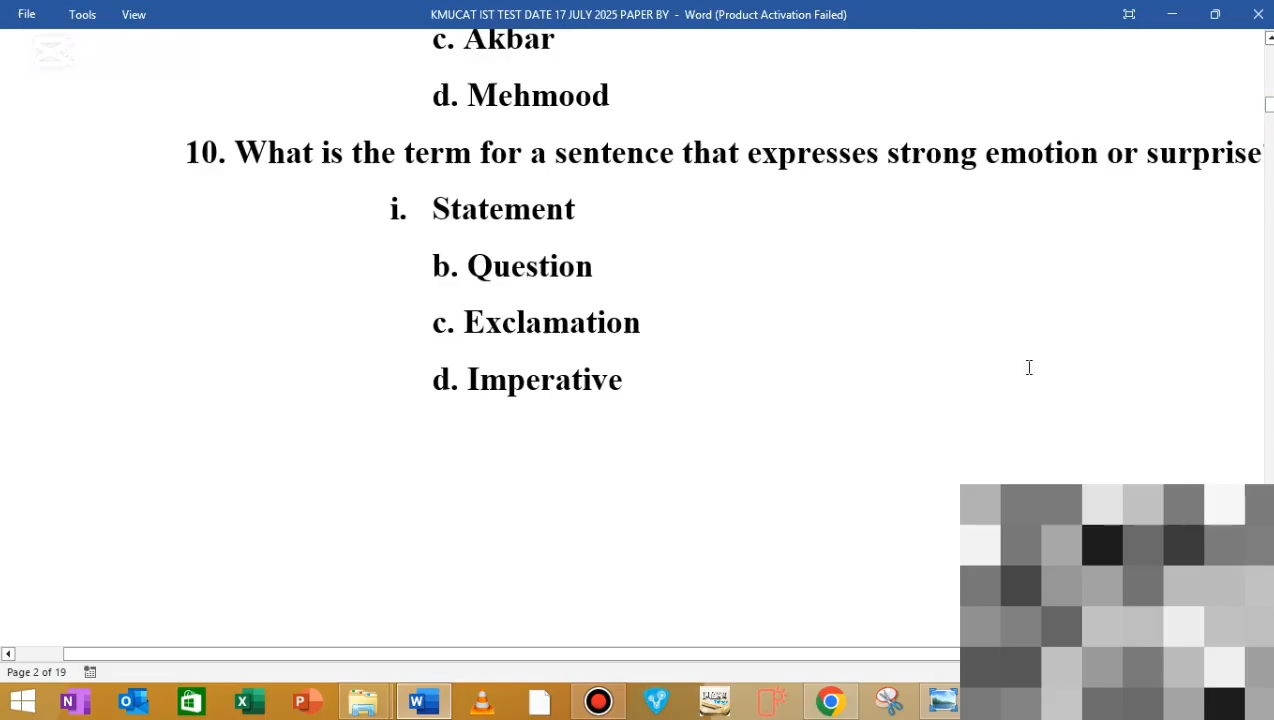 File Tools View KMUCAT IST TEST DATE 17 JULY 2025 PAPER BY - Word (Product Activation Failed)
c. Akbar
d. Mehmood
10. What is the term for a sentence that expresses strong emotion or surprise?
i. Statement
b. Question
c. Exclamation
d. Imperative
Page 2 of 19